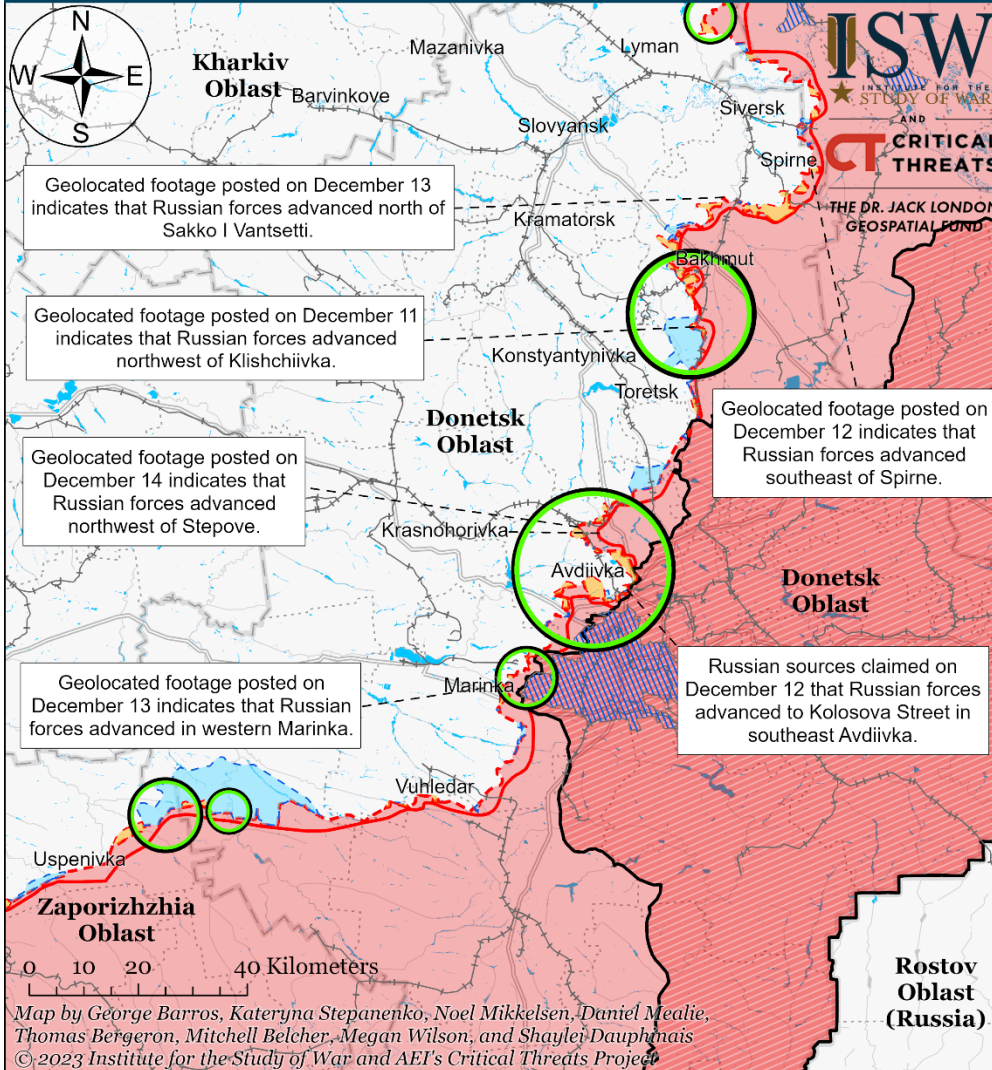 N
W
E
S
Kharkiv
Oblast
Mazanivka
Lyman
Barvinkove
Slovyansk
Siversk
Spirne
Kramatorsk
Bakhmut
ISW
INSTITUTE FOR THE
STUDY OF WAR
AND
CT
CRITICAL
THREATS
THE DR. JACK LONDON
GEOSPATIAL FUND
Geolocated footage posted on December 13
indicates that Russian forces advanced north of
Sakko I Vantsetti.
Geolocated footage posted on December 11
indicates that Russian forces advanced
northwest of Klishchiivka.
Konstyantynivka
Toretsk
Donetsk
Oblast
Geolocated footage posted on
December 12 indicates that
Russian forces advanced
southeast of Spirne.
Geolocated footage posted on
December 14 indicates that
Russian forces advanced
northwest of Stepove.
Krasnohorivka
Avdiivka
Donetsk
Oblast
Russian sources claimed on
December 12 that Russian forces
advanced to Kolosova Street in
southeast Avdiivka.
Geolocated footage posted on
December 13 indicates that Russian
forces advanced in western Marinka.
Marinka
Vuhledar
Uspenivka
Zaporizhzhia
Oblast
0 10 20 40 Kilometers
Rostov
Oblast
(Russia)
Map by George Barros, Kateryna Stepanenko, Noel Mikkelsen, Daniel Mealie,
Thomas Bergeron, Mitchell Belcher, Megan Wilson, and Shaylei Dauphinais
© 2023 Institute for the Study of War and AEI's Critical Threats Project